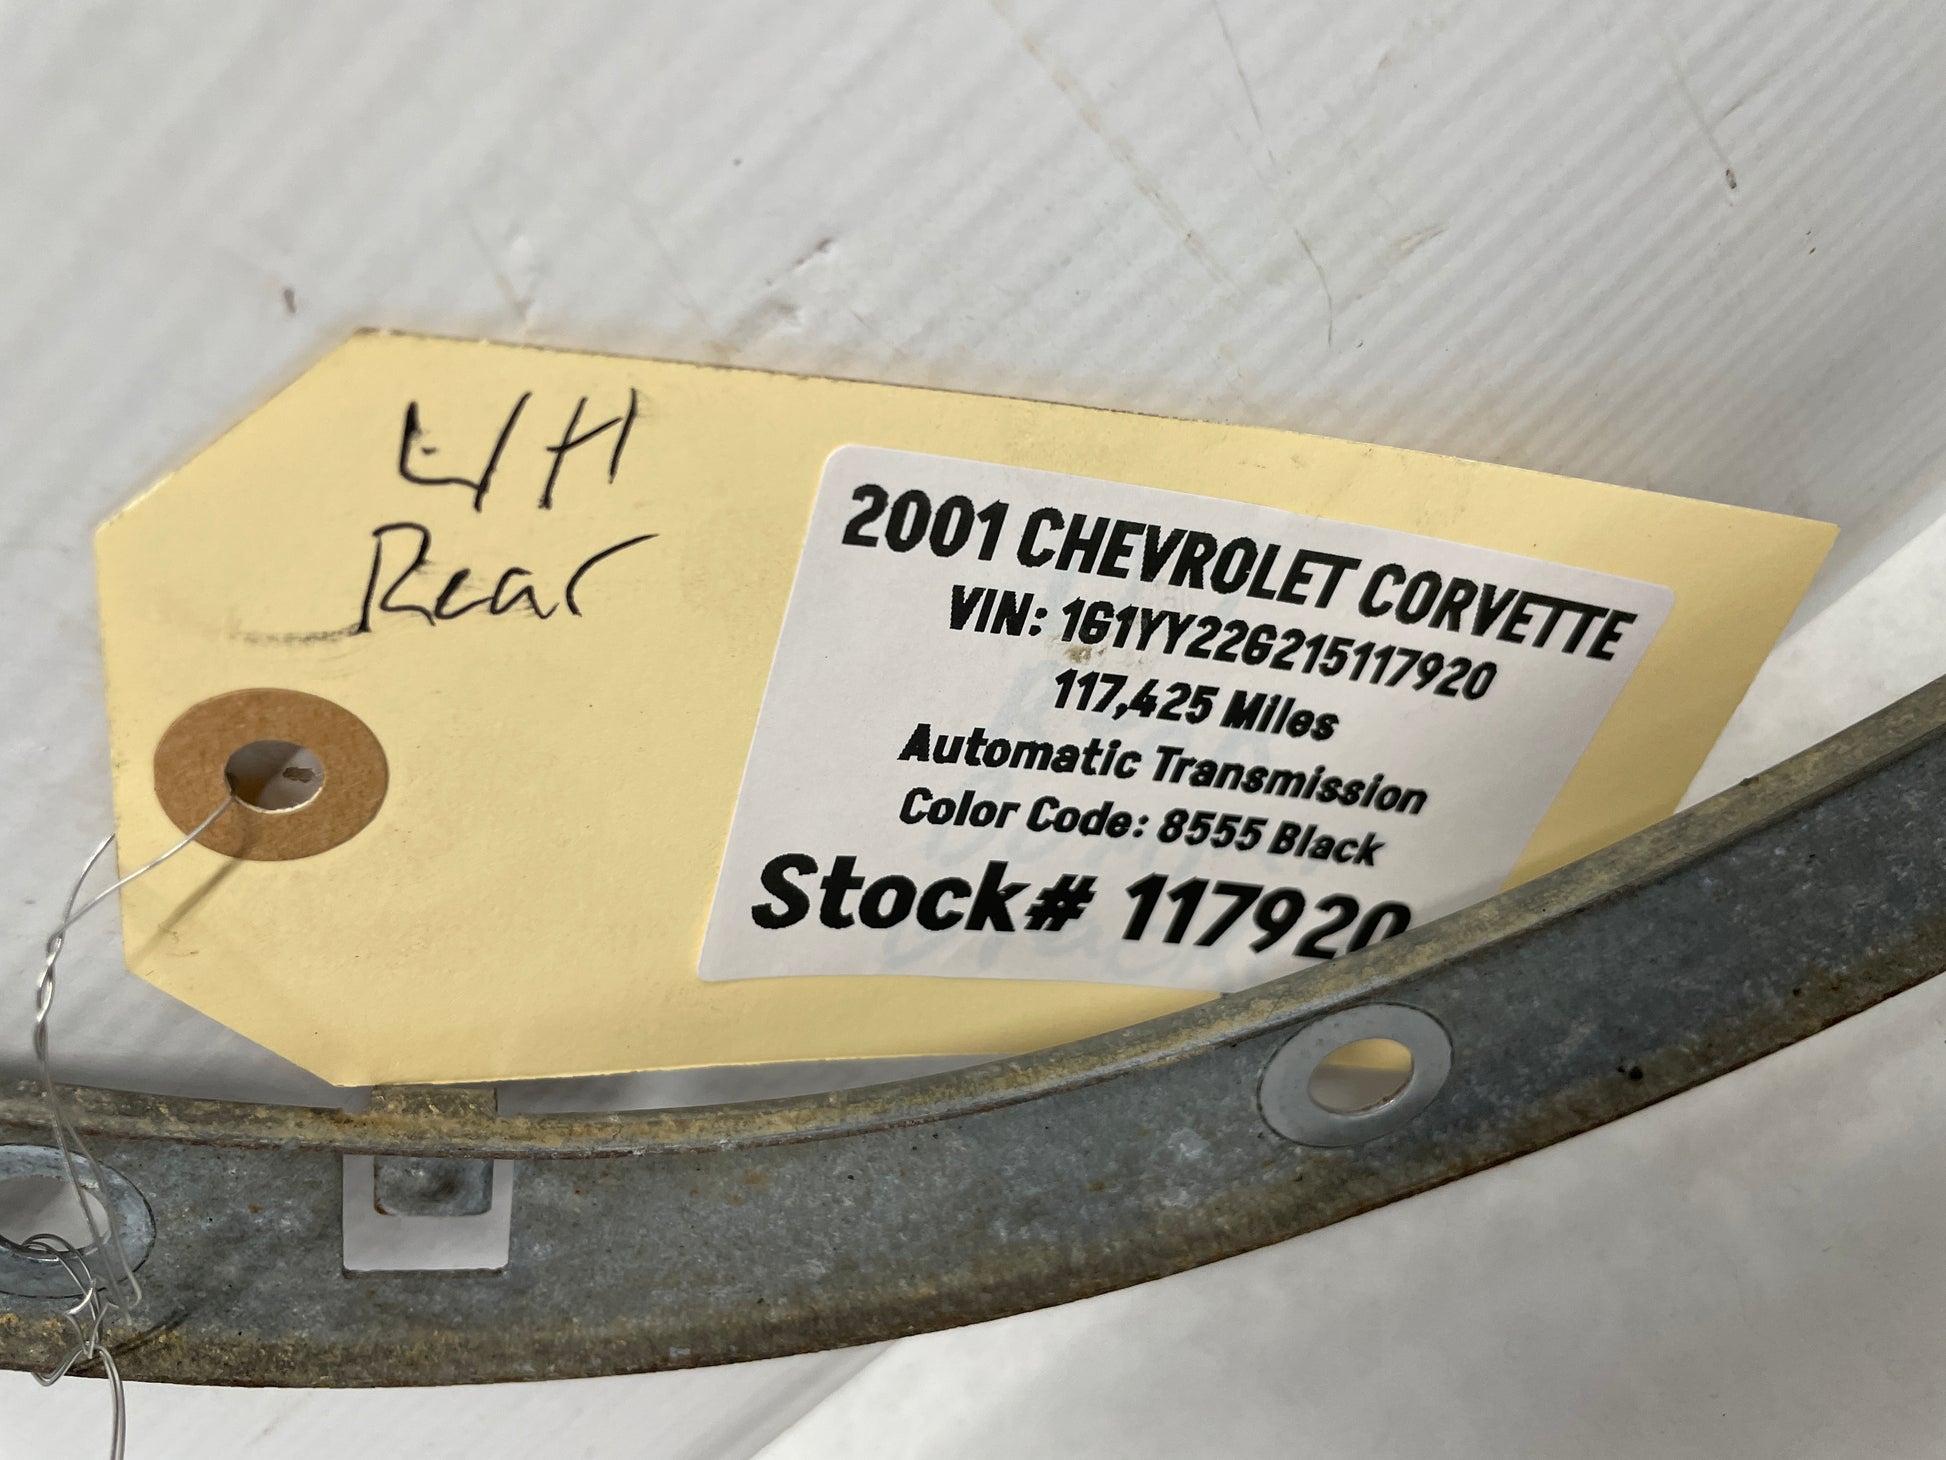 LH
Rear
2001 CHEVROLET CORVETTE
VIN: 1G1YY22G215117920
117,425 Miles
Automatic Transmission
Color Code: 8555 Black
Stock# 117920